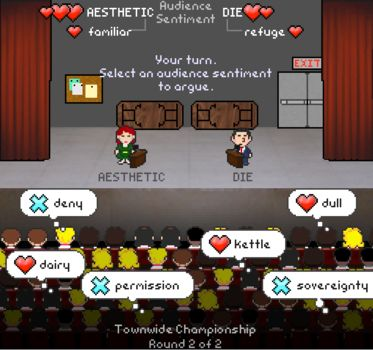 Audience
Sentiment
AESTHETIC DIE
familiar refuge
Your turn.
Select an audience sentiment
to argue.
EXIT
AESTHETIC DIE
deny
dull
kettle
dairy
permission
sovereignty
Townwide Championship
Round 2 of 2